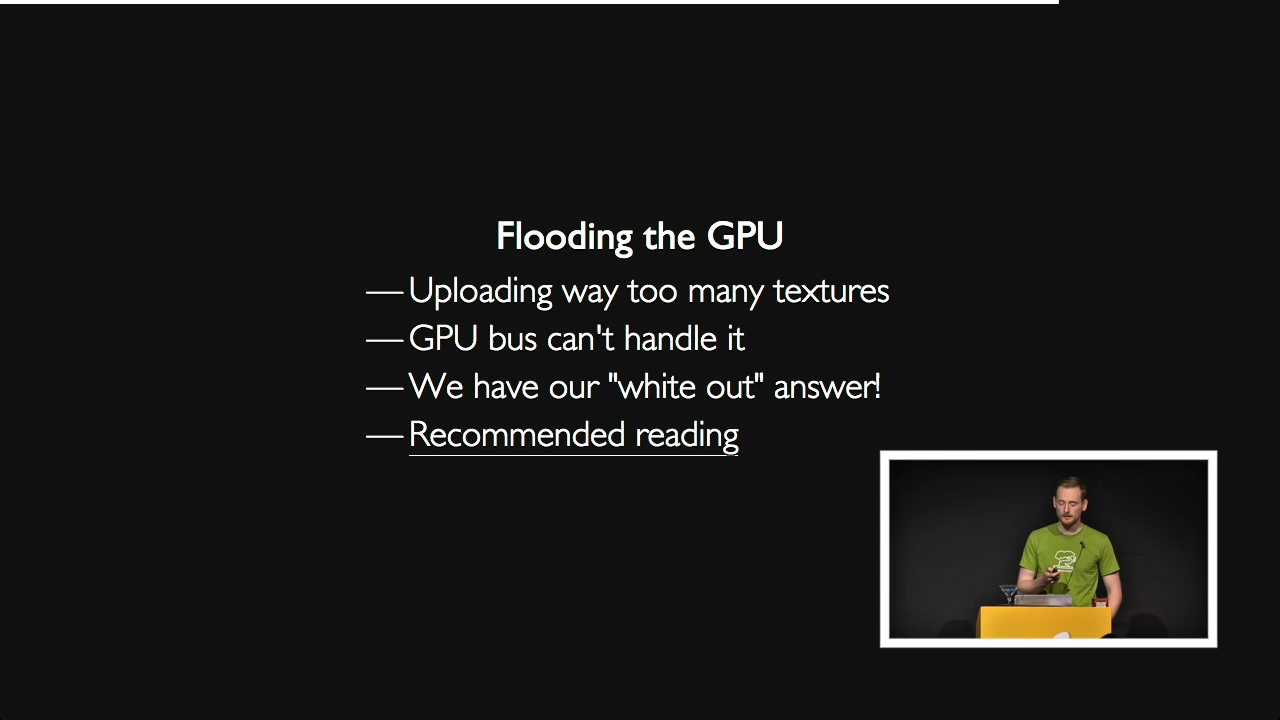 Flooding the GPU
— Uploading way too many textures
— GPU bus can't handle it
— We have our "white out" answer!
— Recommended reading